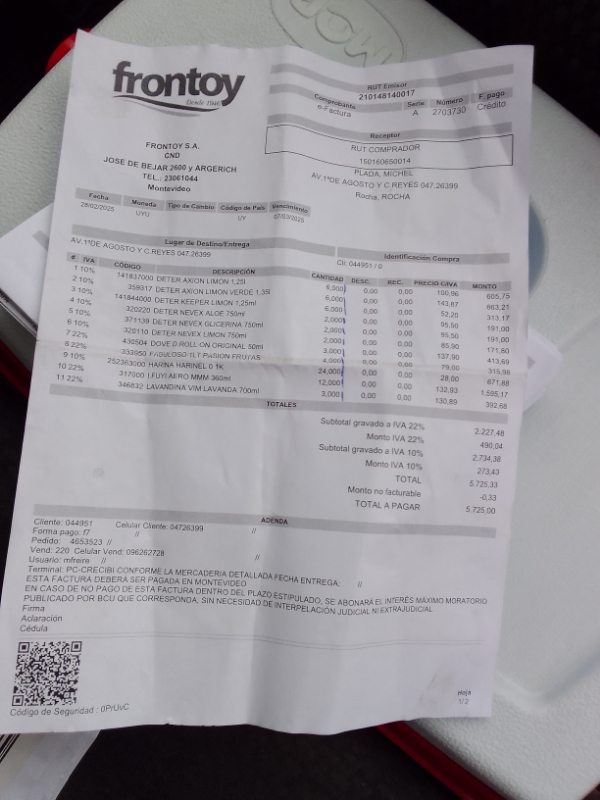 frontoy
Desde 1940
FRONTOY S.A.
CND
JOSE DE BEJAR 2600 y ARGERICH
TEL.: 23061044
Montevideo
RUT Emisor
210148140017
Comprobante Serie Número F. pago
e-Factura A 2703730 Crédito
Receptor
RUT COMPRADOR
150160650014
PLADA, MICHEL
AV.1ºDE AGOSTO Y C.REYES 047.26399
Rocha, ROCHA
Fecha Moneda Tipo de Cambio Código de País Vencimiento
28/02/2025 UYU UY 07/03/2025
Lugar de Destino/Entrega Identificación Compra
AV.1ºDE AGOSTO Y C.REYES 047.26399 Cli: 044951 / 0
# IVA CÓDIGO DESCRIPCIÓN CANTIDAD DESC. REC. PRECIO C/IVA MONTO
1 10% 141837000 DETER AXION LIMON 1,25l 6,000 0,00 0,00 100,96 605,75
2 10% 359317 DETER AXION LIMON VERDE 1,35l 6,000 0,00 0,00 143,87 863,21
3 10% 141844000 DETER KEEPER LIMON 1,25ml 6,000 0,00 0,00 52,20 313,17
4 10% 320220 DETER NEVEX ALOE 750ml 2,000 0,00 0,00 95,50 191,00
5 10% 371139 DETER NEVEX GLICERINA 750ml 2,000 0,00 0,00 95,50 191,00
6 10% 320110 DETER NEVEX LIMON 750ml 2,000 0,00 0,00 85,90 171,80
7 22% 430504 DOVE D ROLL ON ORIGINAL 50ml 3,000 0,00 0,00 137,90 413,69
8 22% 333950 FABULOSO 1LT PASION FRUTAS 4,000 0,00 0,00 79,00 315,98
9 10% 252363000 HARINA HARINEL 0 1K 24,000 0,00 0,00 28,00 671,88
10 22% 317000 MMM 360ml 12,000 0,00 0,00 132,93 1.595,17
11 22% 346832 LAVANDINA VIM LAVANDA 700ml 3,000 0,00 0,00 130,89 392,68
TOTALES
Subtotal gravado a IVA 22% 2.227,48
Monto IVA 22% 490,04
Subtotal gravado a IVA 10% 2.734,38
Monto IVA 10% 273,43
TOTAL 5.725,33
Monto no facturable -0,33
TOTAL A PAGAR 5.725,00
ADENDA
Cliente: 044951 Celular Cliente: 04726399
Forma pago: f7 //
Pedido: 4653523 // //
Vend: 220 Celular Vend: 096262728
Usuario: mfreire // //
Terminal: PC-CRECIBI CONFORME LA MERCADERIA DETALLADA FECHA ENTREGA: //
ESTA FACTURA DEBERÁ SER PAGADA EN MONTEVIDEO
EN CASO DE NO PAGO DE ESTA FACTURA DENTRO DEL PLAZO ESTIPULADO, SE ABONARÁ EL INTERÉS MÁXIMO MORATORIO
PUBLICADO POR BCU QUE CORRESPONDA, SIN NECESIDAD DE INTERPELACIÓN JUDICIAL NI EXTRAJUDICIAL
Firma
Aclaración
Cédula
Código de Seguridad : 0PrUvC
Hoja
1/2